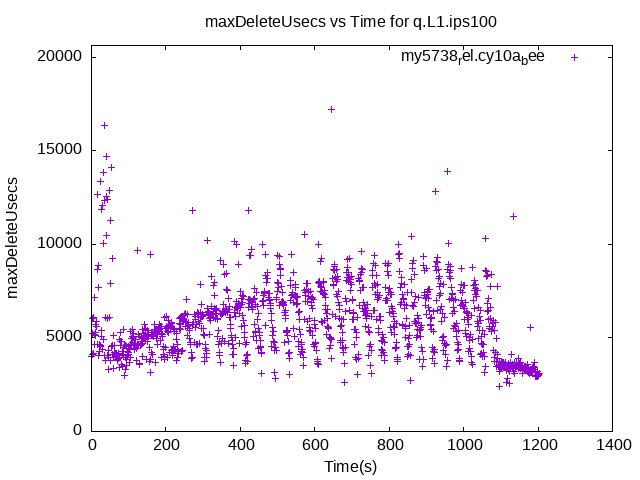 maxDeleteUsecs vs Time for q.L1.ips100
my5738rel.cy10abee
20000
15000
10000
5000
0
maxDeleteUsecs
0 200 400 600 800 1000 1200 1400
Time(s)